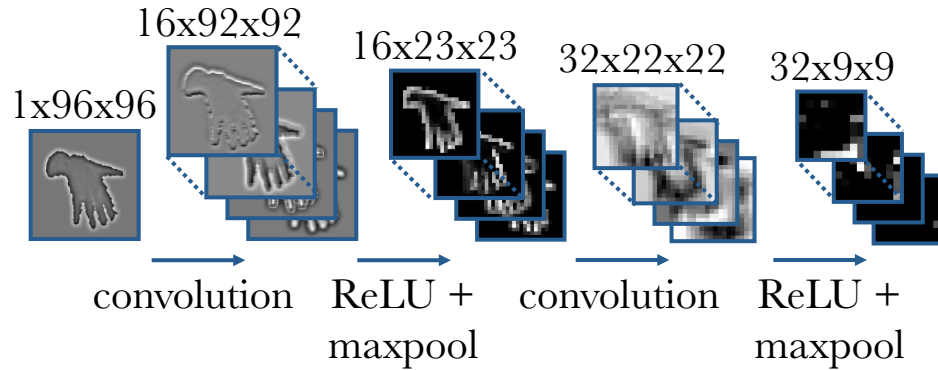 1x96x96
16x92x92
16x23x23
32x22x22
32x9x9
convolution
ReLU +
maxpool
convolution
ReLU +
maxpool